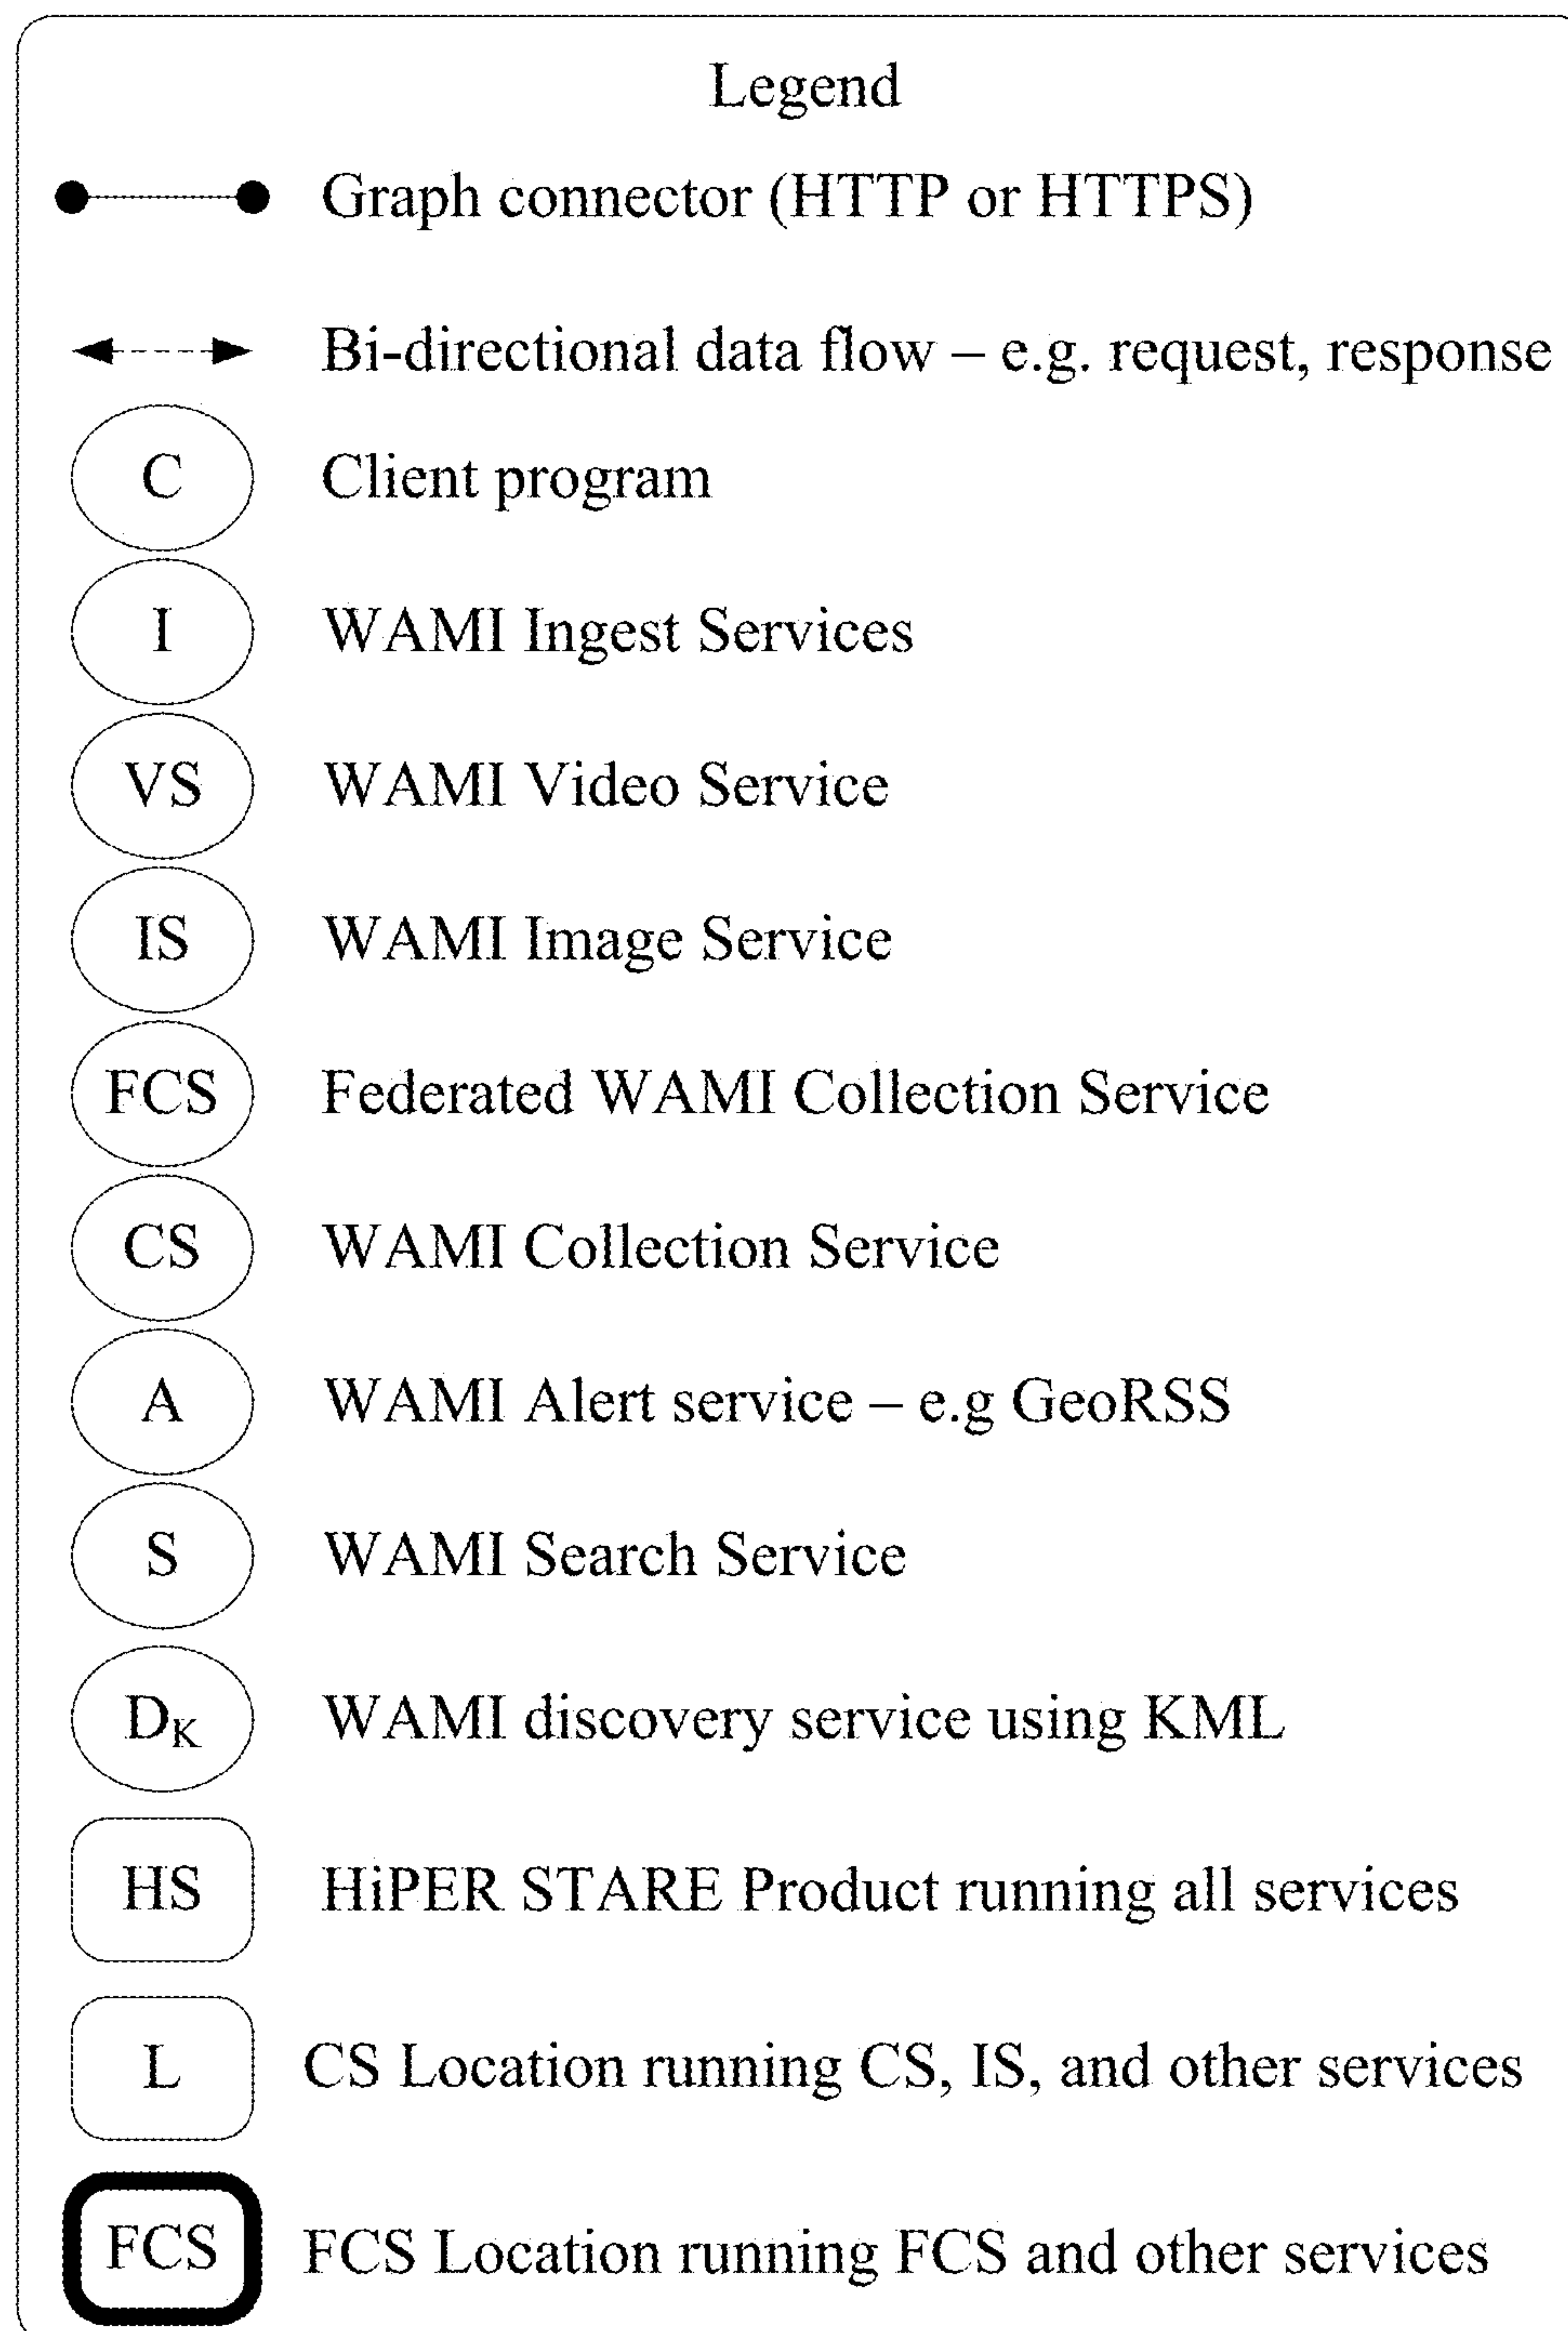 Legend
Graph connector (HTTP or HTTPS)
Bi-directional data flow – e.g. request, response
C Client program
I WAMI Ingest Services
VS WAMI Video Service
IS WAMI Image Service
FCS Federated WAMI Collection Service
CS WAMI Collection Service
A WAMI Alert service – e.g GeoRSS
S WAMI Search Service
DK WAMI discovery service using KML
HS HiPER STARE Product running all services
L CS Location running CS, IS, and other services
FCS FCS Location running FCS and other services